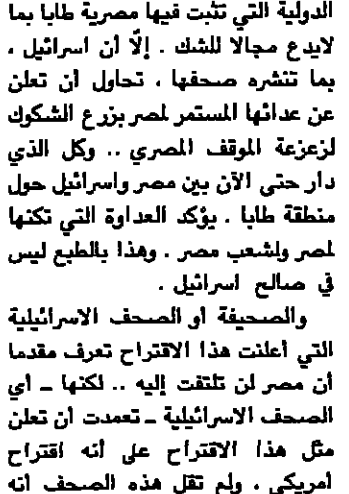 الدولية التي تثبت فيها مصرية طابا بما
لايدع مجالا للشك . إلّا أن اسرائيل ،
بما تنشره صحفها ، تحاول أن تعلن
عن عدائها المستمر لمصر بزرع الشكوك
لزعزعة الموقف المصري .. وكل الذي
دار حتى الآن بين مصر واسرائيل حول
منطقة طابا . يؤكد العداوة التي تكنها
لمصر ولشعب مصر . وهذا بالطبع ليس
في صالح اسرائيل .
والصحيفة أو الصحف الاسرائيلية
التي أعلنت هذا الاقتراح تعرف مقدما
أن مصر لن تلتفت إليه .. لكنها ــ أي
الصحف الاسرائيلية ــ تعمدت أن تعلن
مثل هذا الاقتراح على أنه اقتراح
أمريكي ، ولم تقل هذه الصحف أنه